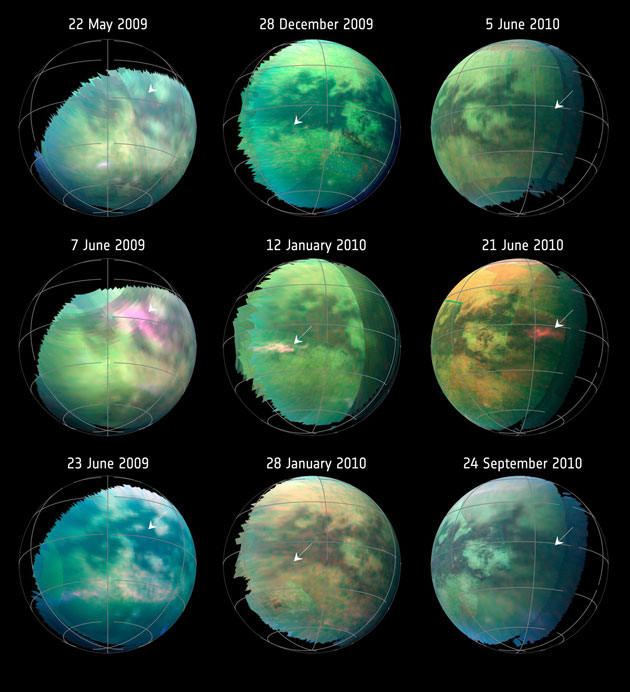 22 May 2009
28 December 2009
5 June 2010
7 June 2009
12 January 2010
21 June 2010
23 June 2009
28 January 2010
24 September 2010